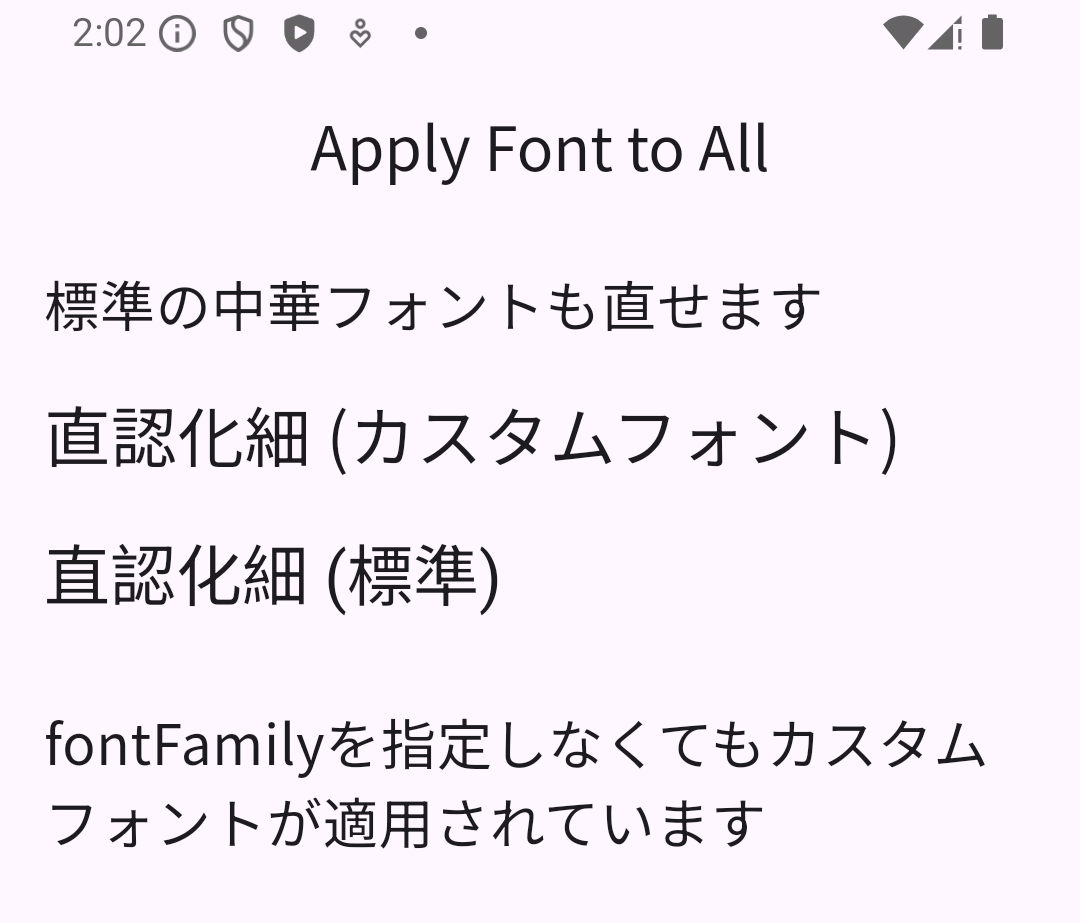 2:02
Apply Font to All
標準の中華フォントも直せます
直認化細 (カスタムフォント)
直認化細 (標準)
fontFamilyを指定しなくてもカスタム
フォントが適用されています